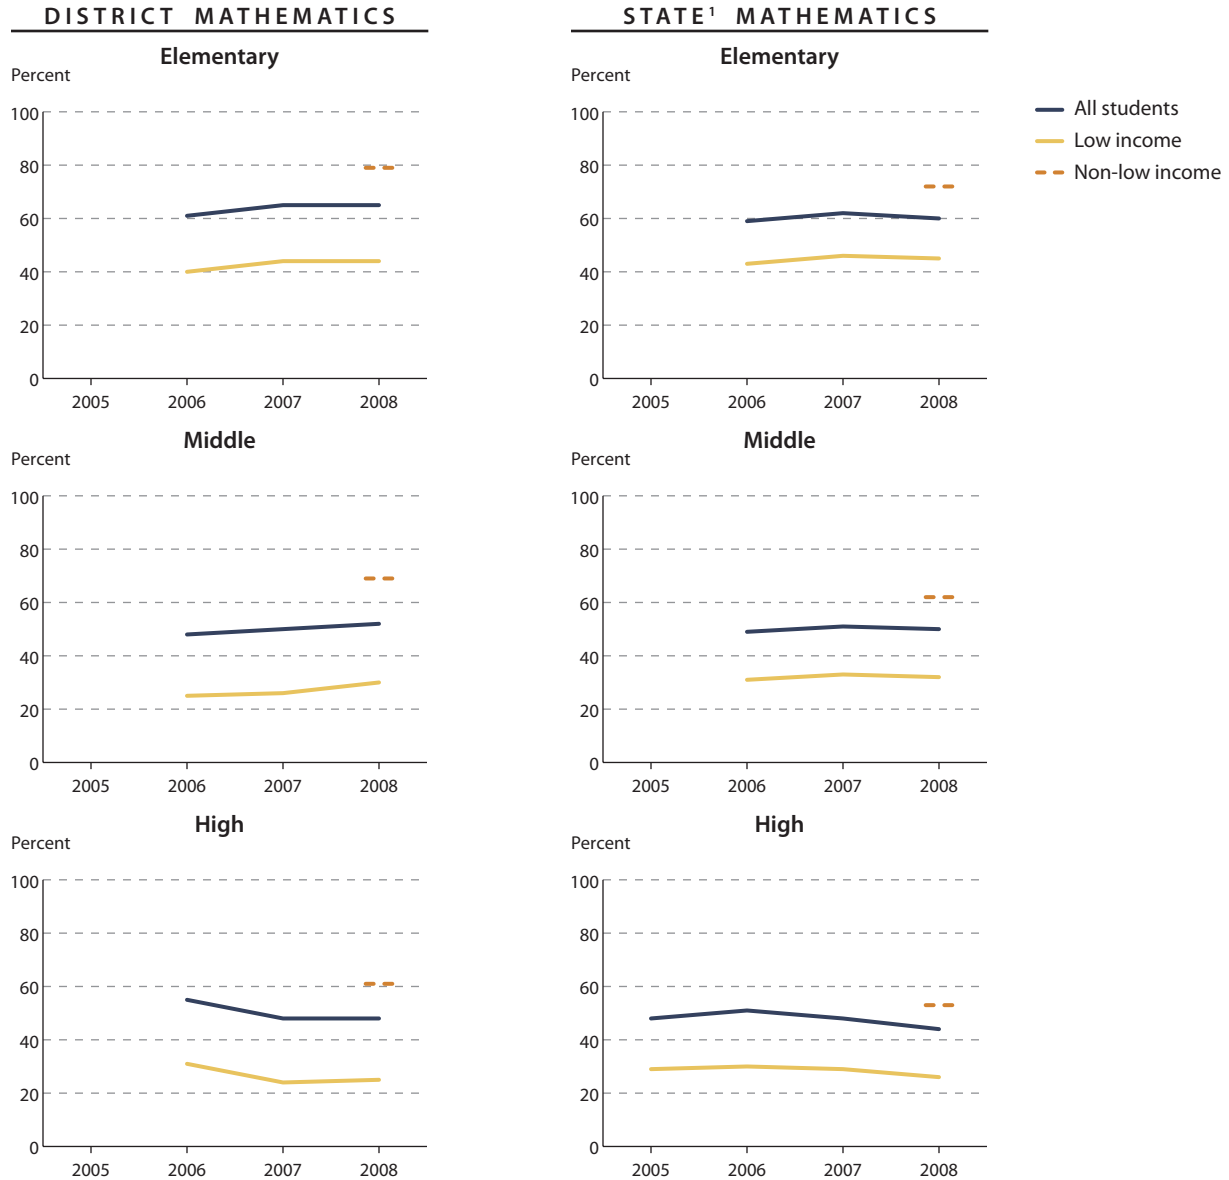 DISTRICT MATHEMATICS
Elementary
Percent
100
80
60
40
20
0
2005 2006 2007 2008
Middle
Percent
100
80
60
40
20
0
2005 2006 2007 2008
High
Percent
100
80
60
40
20
0
2005 2006 2007 2008
STATE¹ MATHEMATICS
Elementary
Percent
100
80
60
40
20
0
2005 2006 2007 2008
Middle
Percent
100
80
60
40
20
0
2005 2006 2007 2008
High
Percent
100
80
60
40
20
0
2005 2006 2007 2008
All students
Low income
Non-low income